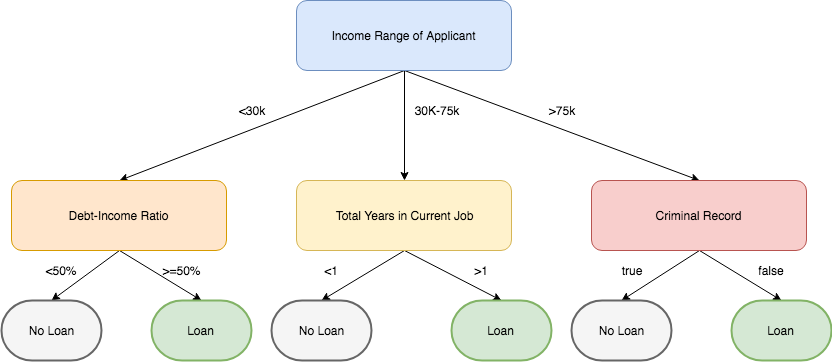 Income Range of Applicant
<30k
30K-75k
>75k
Debt-Income Ratio
Total Years in Current Job
Criminal Record
<50%
>=50%
<1
>1
true
false
No Loan
Loan
No Loan
Loan
No Loan
Loan